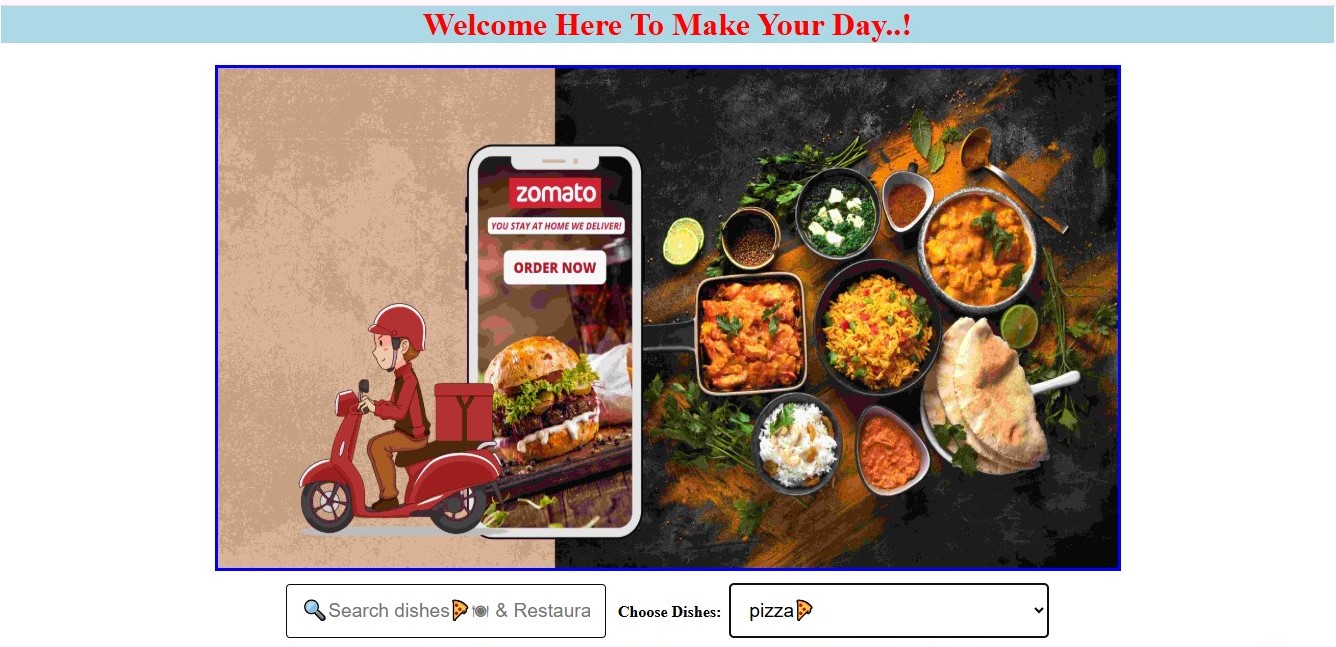 Welcome Here To Make Your Day..!
zomato
YOU STAY AT HOME WE DELIVER!
ORDER NOW
🔍Search dishes🍕🍽 & Restaura
Choose Dishes:
pizza🍕